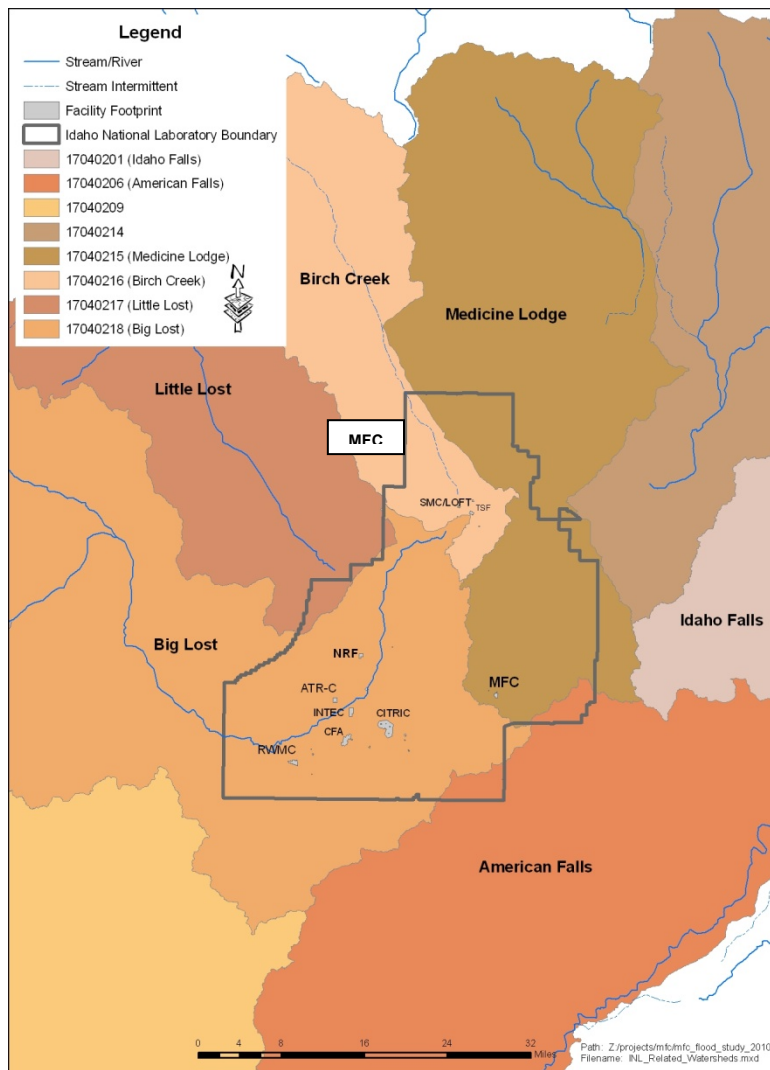 Legend
Stream/River
Stream Intermittent
Facility Footprint
Idaho National Laboratory Boundary
17040201 (Idaho Falls)
17040206 (American Falls)
17040209
17040214
17040215 (Medicine Lodge)
17040216 (Birch Creek)
17040217 (Little Lost)
17040218 (Big Lost)
N
Birch Creek
Medicine Lodge
Little Lost
MFC
SMC/LOFT
TSF
Idaho Falls
Big Lost
NRF
MFC
ATR-C
INTEC
CITRIC
CFA
RWMC
American Falls
0 4 8 16 24 32
Miles
Path: Z:/projects/mfc/mfc_flood_study_2010
Filename: INL_Related_Watersheds.mxd